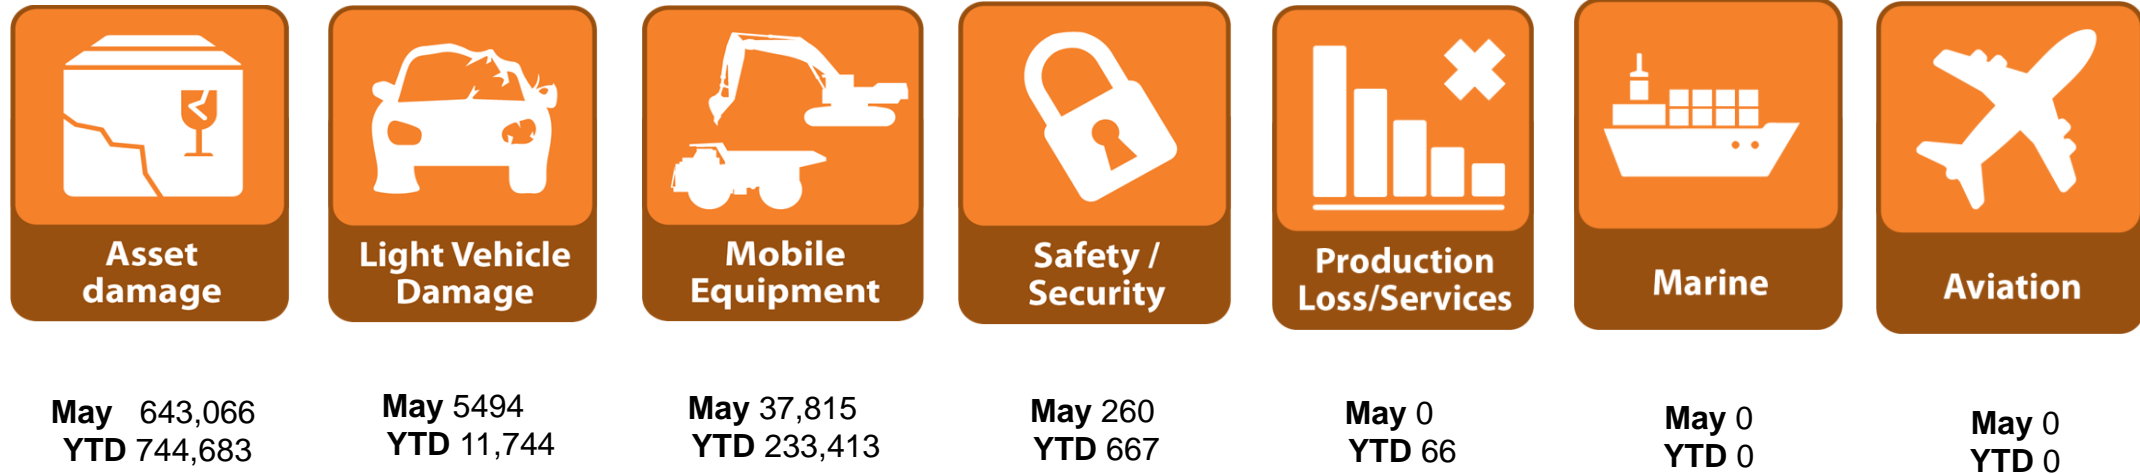 Asset
damage
Light Vehicle
Damage
Mobile
Equipment
Safety /
Security
Production
Loss/Services
Marine
Aviation
May 643,066
YTD 744,683
May 5494
YTD 11,744
May 37,815
YTD 233,413
May 260
YTD 667
May 0
YTD 66
May 0
YTD 0
May 0
YTD 0